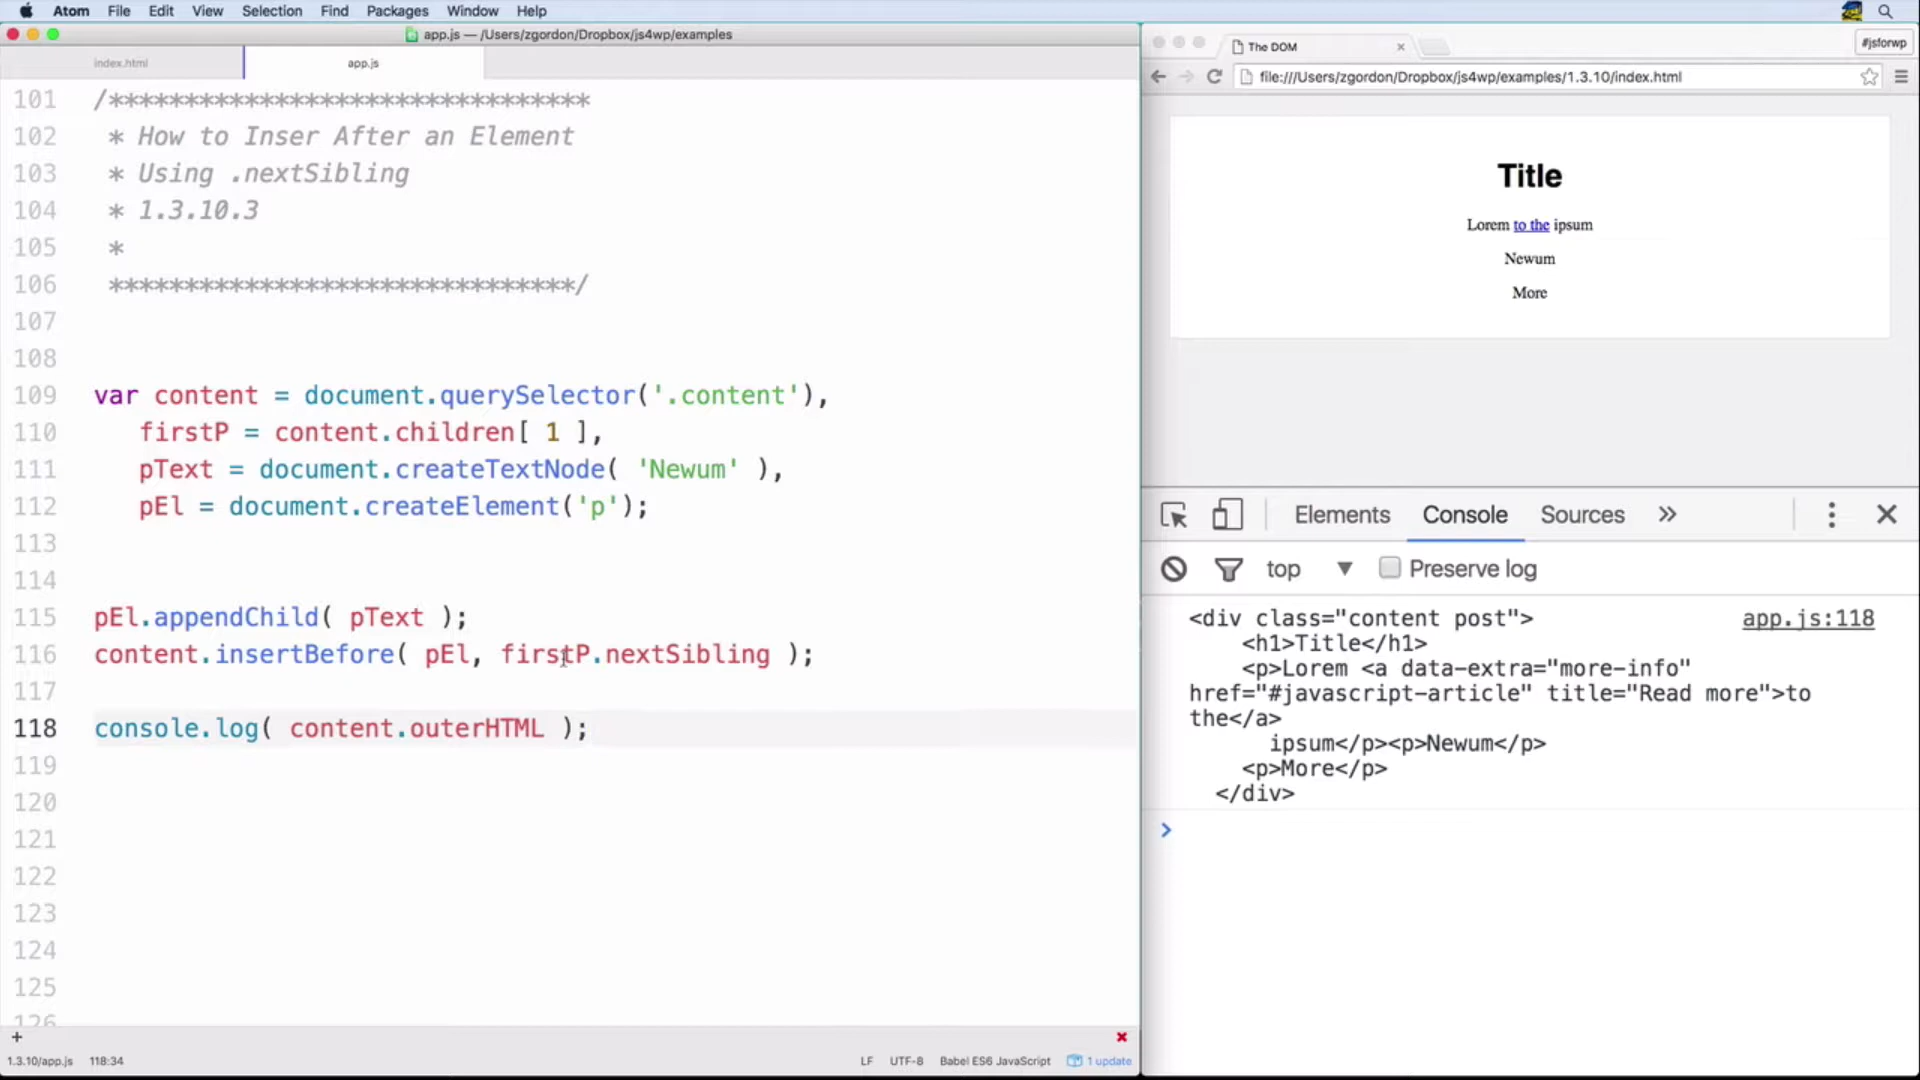 Atom File Edit View Selection Find Packages Window Help
app.js — /Users/zgordon/Dropbox/js4wp/examples
index.html
app.js
101 /********************************
102 * How to Inser After an Element
103 * Using .nextSibling
104 * 1.3.10.3
105 *
106 *******************************/
107
108
109 var content = document.querySelector('.content'),
110 firstP = content.children[ 1 ],
111 pText = document.createTextNode( 'Newum' ),
112 pEl = document.createElement('p');
113
114
115 pEl.appendChild( pText );
116 content.insertBefore( pEl, firstP.nextSibling );
117
118 console.log( content.outerHTML );
119
120
121
122
123
124
125
126
1.3.10/app.js 118:34 LF UTF-8 Babel ES6 JavaScript 1 update
The DOM
#jsforwp
file:///Users/zgordon/Dropbox/js4wp/examples/1.3.10/index.html
Title
Lorem to the ipsum
Newum
More
Elements Console Sources »
top Preserve log
<div class="content post"> app.js:118
<h1>Title</h1>
<p>Lorem <a data-extra="more-info"
href="#javascript-article" title="Read more">to
the</a>
ipsum</p><p>Newum</p>
<p>More</p>
</div>